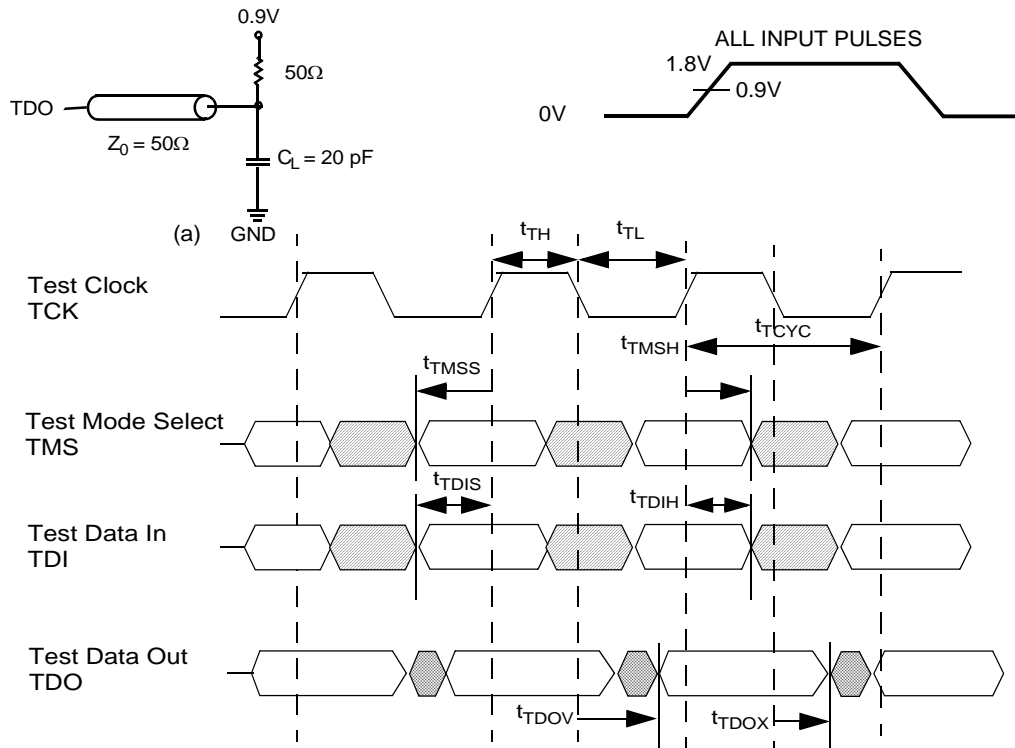 0.9V
50Ω
TDO
Z0 = 50Ω
CL = 20 pF
(a) GND
ALL INPUT PULSES
1.8V
0.9V
0V
tTH
tTL
Test Clock
TCK
tTCYC
tTMSH
tTMSS
Test Mode Select
TMS
tTDIS
tTDIH
Test Data In
TDI
Test Data Out
TDO
tTDOV
tTDOX